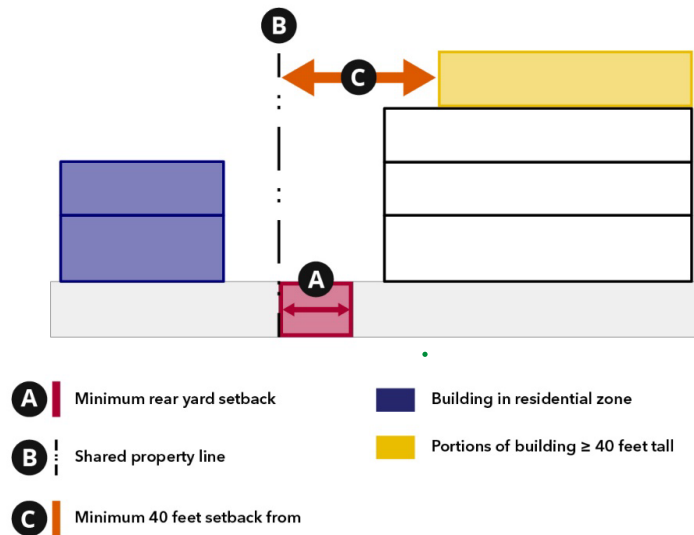 B
C
A
A Minimum rear yard setback
Building in residential zone
B Shared property line
Portions of building ≥ 40 feet tall
C Minimum 40 feet setback from